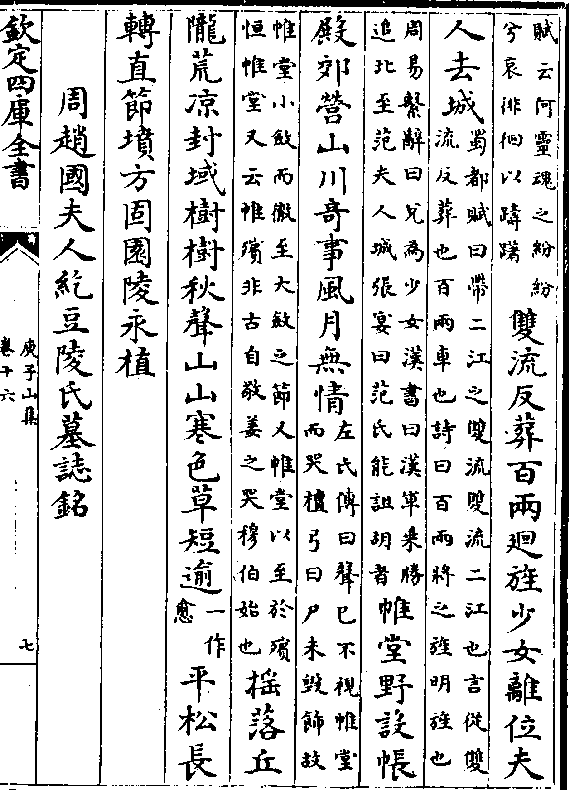 賦云何靈魂之紛紛
兮哀徘徊以躊躇
雙流反葬百兩迴旌少女離位夫
人去城
蜀都賦曰帶二江之雙流雙流二江也言從雙
流反葬也百兩車也詩曰百兩將之旌明旌也
周易繫辭曰兌為少女漢書曰漢軍乘勝
追北至范夫人城張宴曰范氏能詛胡者
帷堂野設帳
殿郊營山川奇事風月無情
左氏傳曰聲巳不視帷堂
而哭檀弓曰尸未設飾故
帷堂小斂而徹至大斂之節又帷堂以至於殯
恒帷堂又云帷殯非古自敬姜之哭穆伯始也
搖落丘
隴荒涼封域樹樹秋聲山山寒色草短逾
一作
愈
平松長
轉直節墳方固園陵永植
周趙國夫人紇豆陵氏墓誌銘
欽定四庫全書
庾子山集
卷十六
七